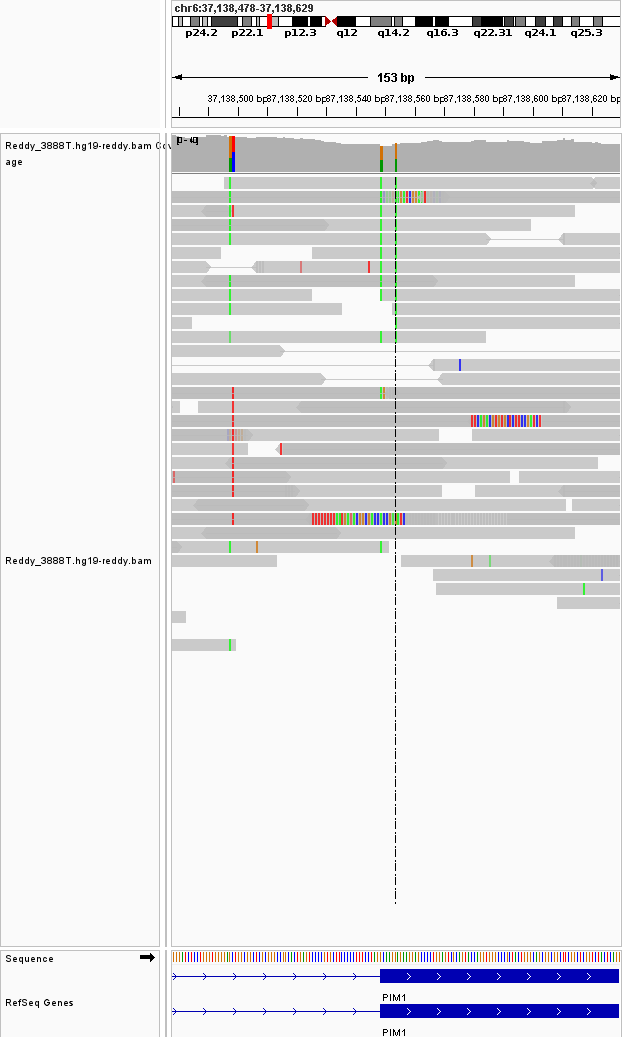 chr6:37,138,478-37,138,629
p24.2 p22.1 p12.3 q12 q14.2 q16.3 q22.31 q24.1 q25.3
153 bp
37,138,500 bp 37,138,520 bp 37,138,540 bp 37,138,560 bp 37,138,580 bp 37,138,600 bp 37,138,620 bp
Reddy_3888T.hg19-reddy.bam Cov
age
Reddy_3888T.hg19-reddy.bam
Sequence
PIM1
RefSeq Genes
PIM1